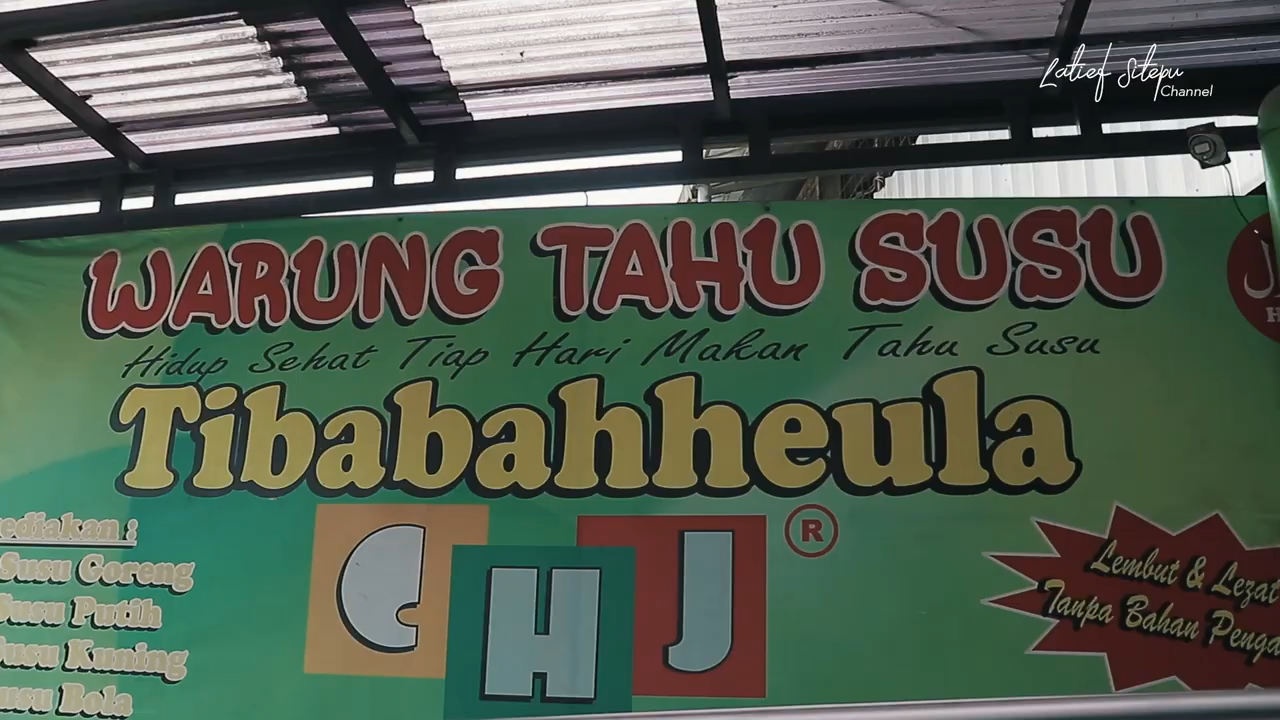 Latief Sitepu
Channel
WARUNG TAHU SUSU
Hidup Sehat Tiap Hari Makan Tahu Susu
Tibabahheula
CHJ ®
Susu Goreng
Susu Putih
Susu Kuning
Bola
Lembut & Lezat
Tanpa Bahan